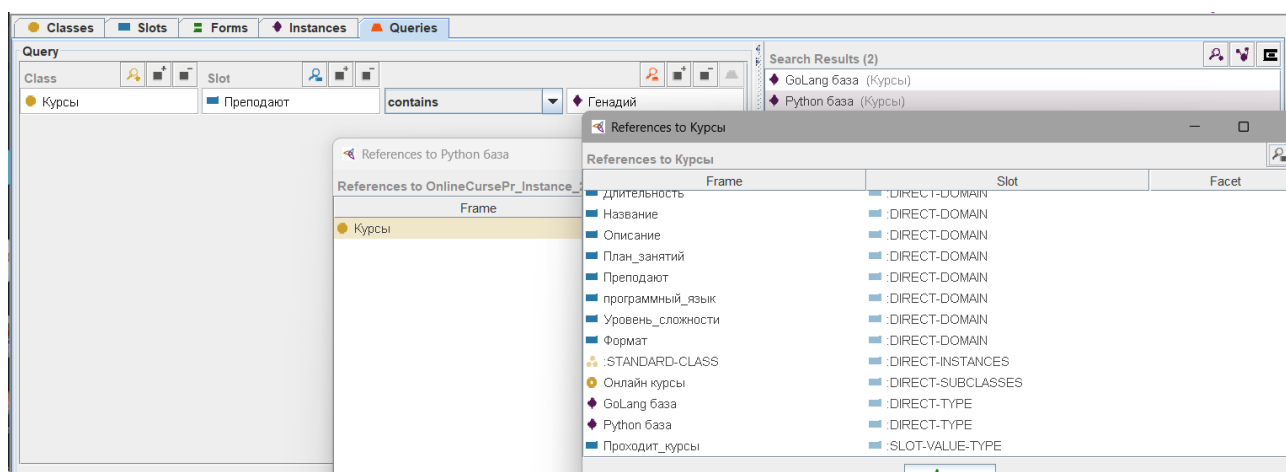 Classes Slots Forms Instances Queries
Query
Class Slot
Курсы Преподают contains Генадий
Search Results (2)
GoLang база (Курсы)
Python база (Курсы)
References to Python база
References to OnlineCursePr_Instance_
Frame
Курсы
References to Курсы
References to Курсы
Frame Slot Facet
Длительность :DIRECT-DOMAIN
Название :DIRECT-DOMAIN
Описание :DIRECT-DOMAIN
План_занятий :DIRECT-DOMAIN
Преподают :DIRECT-DOMAIN
программный_язык :DIRECT-DOMAIN
Уровень_сложности :DIRECT-DOMAIN
Формат :DIRECT-DOMAIN
:STANDARD-CLASS :DIRECT-INSTANCES
Онлайн курсы :DIRECT-SUBCLASSES
GoLang база :DIRECT-TYPE
Python база :DIRECT-TYPE
Проходит_курсы :SLOT-VALUE-TYPE